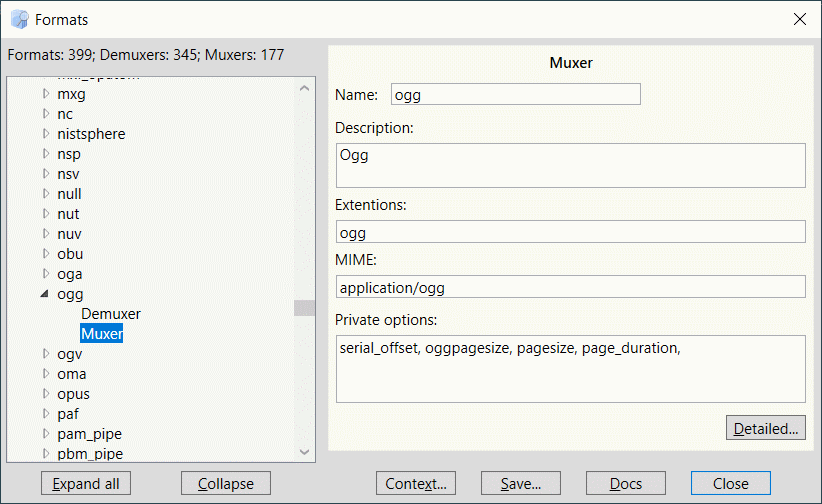 Formats
Formats: 399; Demuxers: 345; Muxers: 177
mxg
nc
nistsphere
nsp
nsv
null
nut
nuv
obu
oga
ogg
Demuxer
Muxer
ogv
oma
opus
paf
pam_pipe
pbm_pipe
Expand all
Collapse
Muxer
Name: ogg
Description:
Ogg
Extentions:
ogg
MIME:
application/ogg
Private options:
serial_offset, oggpagesize, pagesize, page_duration,
Detailed...
Context...
Save...
Docs
Close